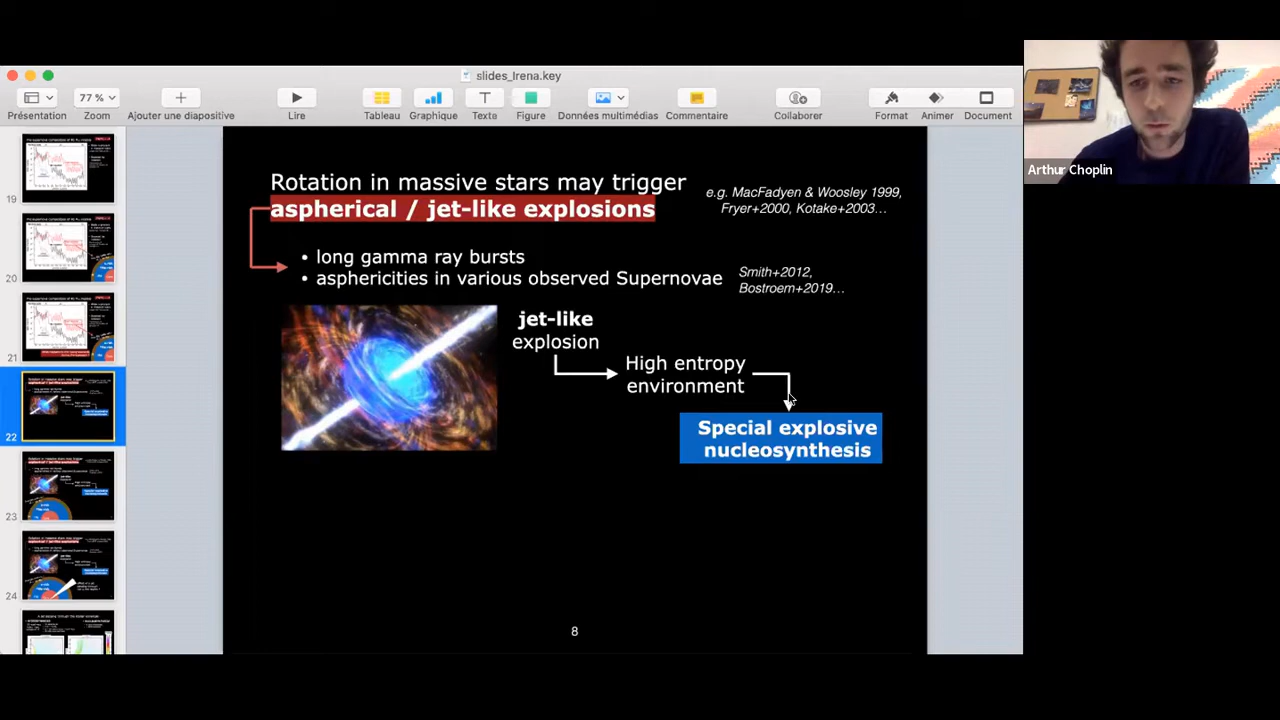 slides_Irena.key
77 %
Présentation
Zoom
Ajouter une diapositive
Lire
Tableau
Graphique
Texte
Figure
Données multimédias
Commentaire
Collaborer
Format
Animer
Document
Arthur Choplin
19
20
21
22
23
24
Rotation in massive stars may trigger
aspherical / jet-like explosions
e.g. MacFadyen & Woosley 1999,
Fryer+2000, Kotake+2003...
• long gamma ray bursts
• asphericities in various observed Supernovae
Smith+2012,
Bostroem+2019...
jet-like
explosion
High entropy
environment
Special explosive
nucleosynthesis
8